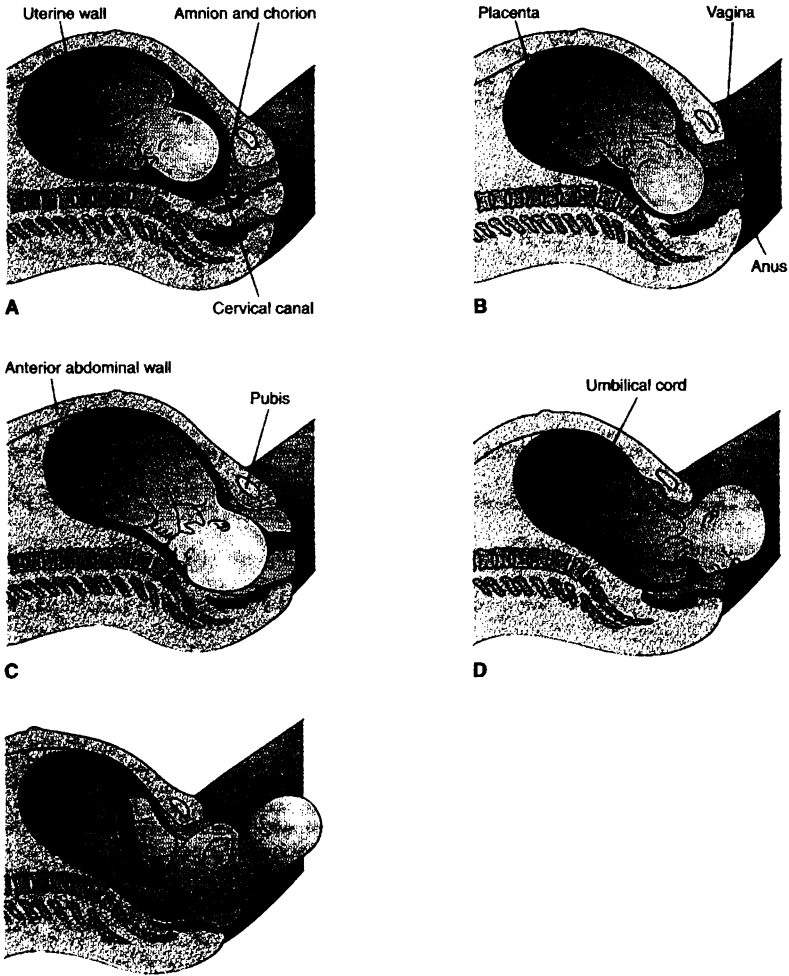 Uterine wall
Amnion and chorion
Placenta
Vagina
Anus
A
Cervical canal
B
Anterior abdominal wall
Pubis
Umbilical cord
C
D